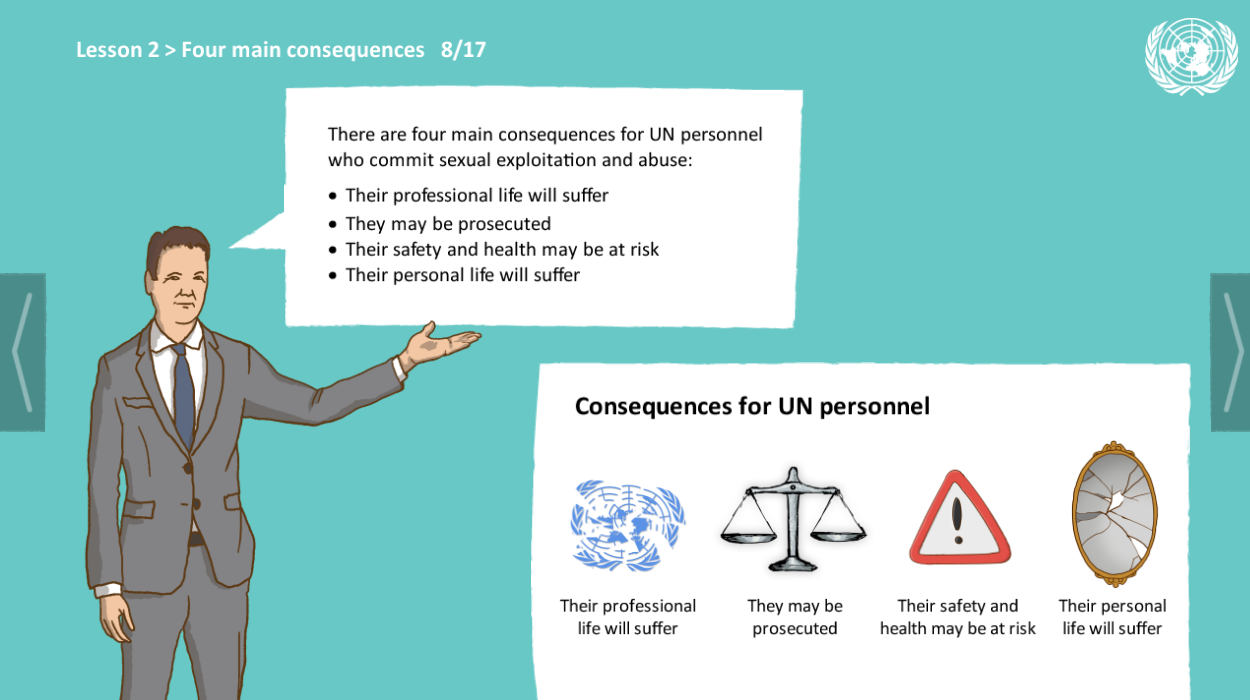 Lesson 2 > Four main consequences 8/17
There are four main consequences for UN personnel
who commit sexual exploitation and abuse:
• Their professional life will suffer
• They may be prosecuted
• Their safety and health may be at risk
• Their personal life will suffer
Consequences for UN personnel
Their professional
life will suffer
They may be
prosecuted
Their safety and
health may be at risk
Their personal
life will suffer